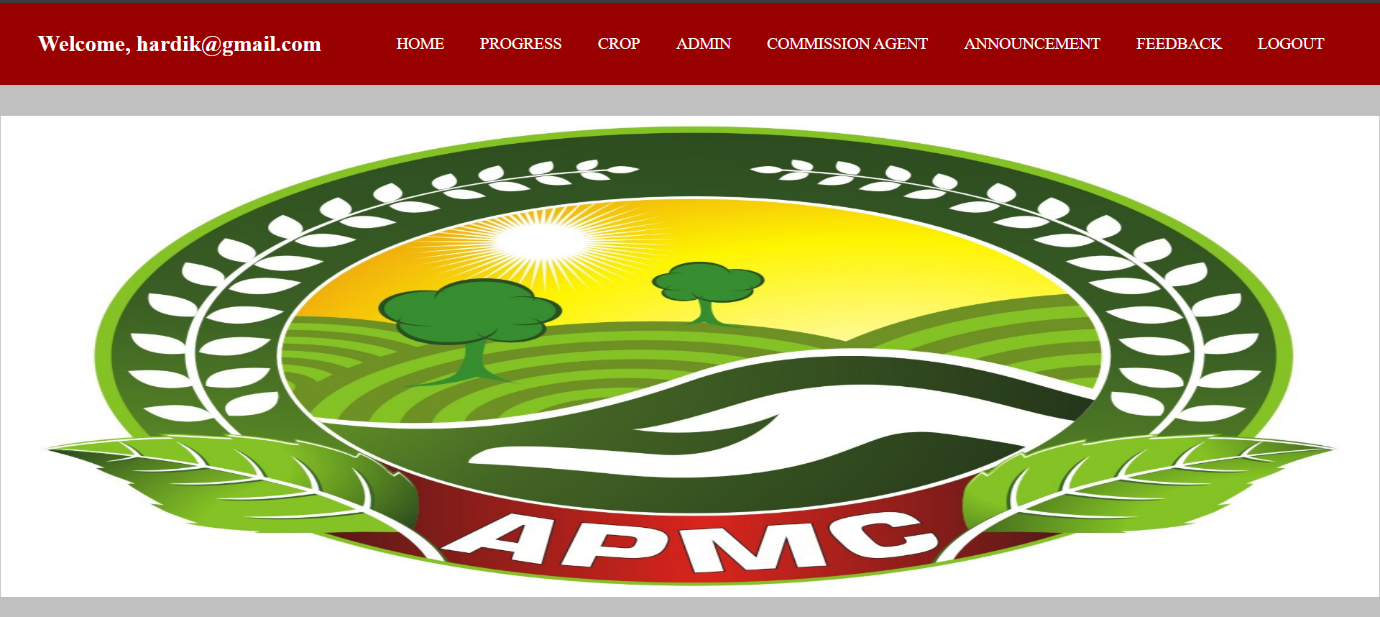 Welcome, hardik@gmail.com HOME PROGRESS CROP ADMIN COMMISSION AGENT ANNOUNCEMENT FEEDBACK LOGOUT
APMC